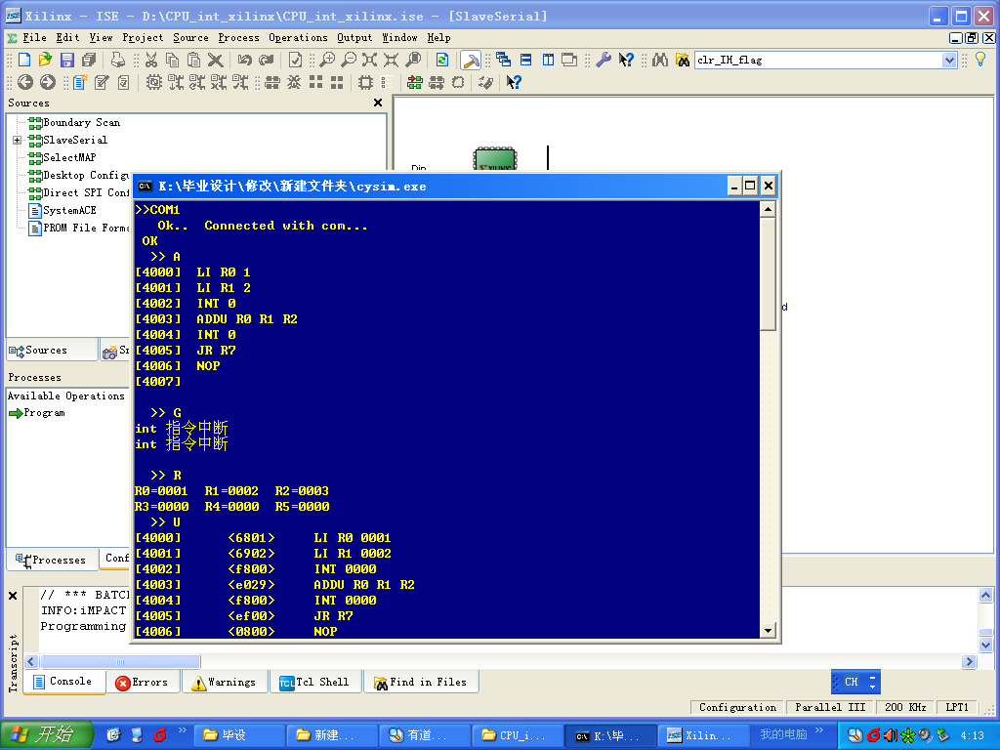 Xilinx - ISE - D:\CPU_int_xilinx\CPU_int_xilinx.ise - [SlaveSerial]
File Edit View Project Source Process Operations Output Window Help
clr_IH_flag
Sources
Boundary Scan
SlaveSerial
SelectMAP
Desktop Configu
Direct SPI Conf
SystemACE
PROM File Forma
XILINX
K:\毕业设计\修改\新建文件夹\cysim.exe
>>COM1
Ok.. Connected with com...
OK
>> A
[4000] LI R0 1
[4001] LI R1 2
[4002] INT 0
[4003] ADDU R0 R1 R2
[4004] INT 0
[4005] JR R7
[4006] NOP
[4007]
>> G
int 指令中断
int 指令中断
>> R
R0=0001 R1=0002 R2=0003
R3=0000 R4=0000 R5=0000
>> U
[4000] <6801> LI R0 0001
[4001] <6902> LI R1 0002
[4002] <f800> INT 0000
[4003] <e029> ADDU R0 R1 R2
[4004] <f800> INT 0000
[4005] <ef00> JR R7
[4006] <0800> NOP
d
Sources
Sn
Processes
Available Operations
Program
Processes
Conf
// *** BATC
INFO:iMPACT
Programming
Transcript
Console Errors Warnings Tcl Shell Find in Files
CH
Configuration Parallel III 200 KHz LPT1
开始 毕设 新建... 有道... CPU_i... K:\毕... Xilin... 我的电脑 » 4:13